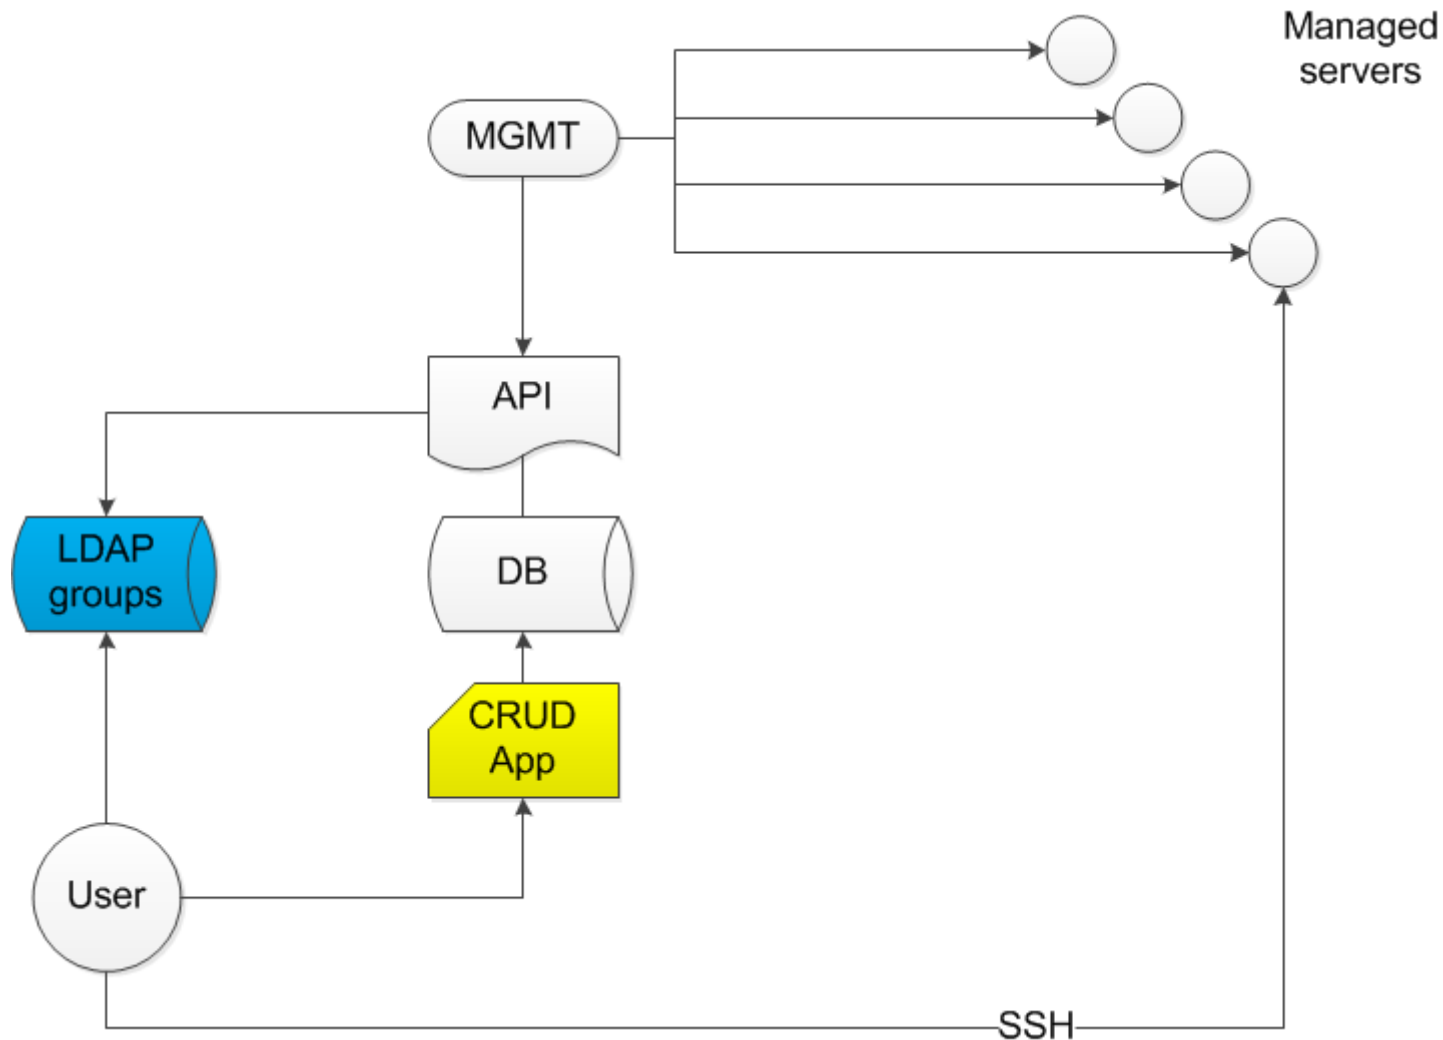 Managed
servers
MGMT
API
LDAP
groups
DB
CRUD
App
User
SSH